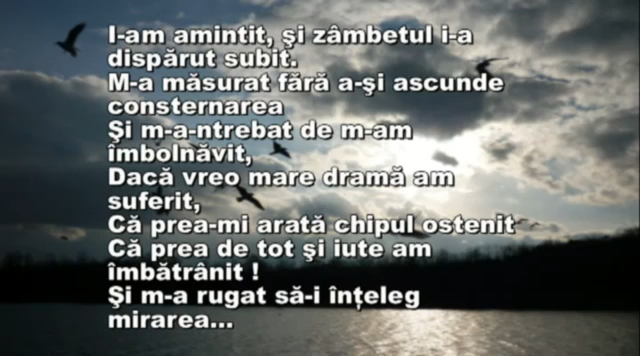 I-am amintit, şi zâmbetul i-a
dispărut subit.
M-a măsurat fără a-şi ascunde
consternarea
Şi m-a-ntrebat de m-am
îmbolnăvit,
Dacă vreo mare dramă am
suferit,
Că prea-mi arată chipul ostenit
Că prea de tot şi iute am
îmbătrânit !
Şi m-a rugat să-i înţeleg
mirarea...